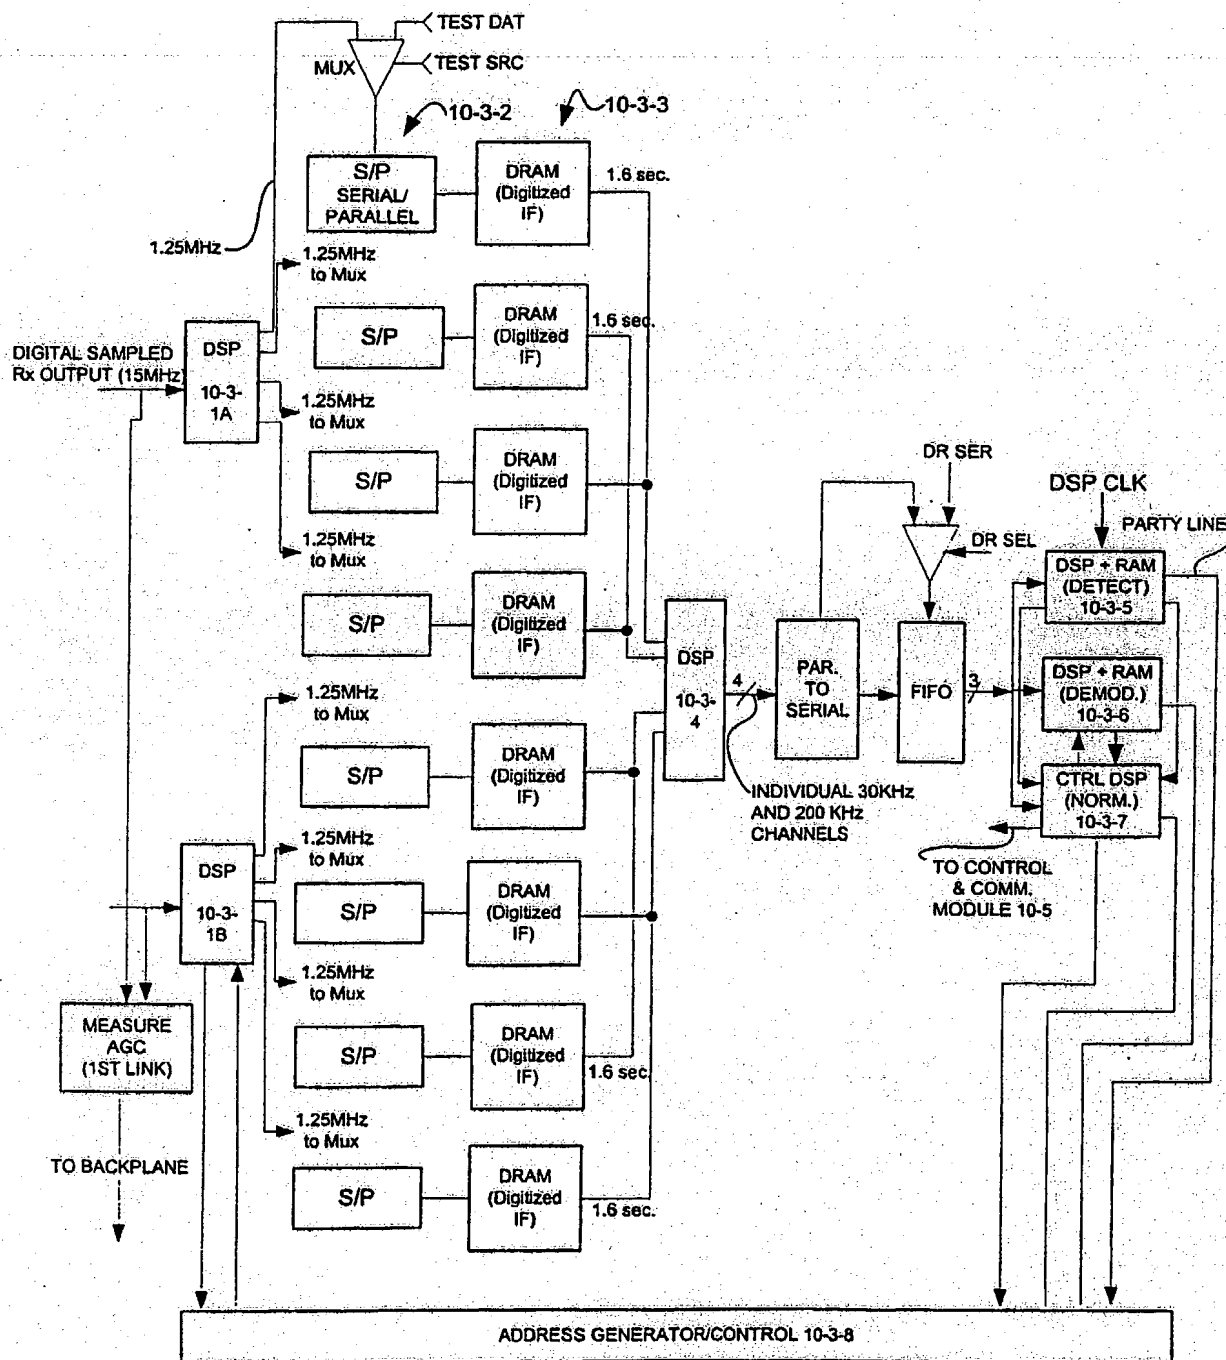 TEST DAT
MUX
TEST SRC
10-3-2
10-3-3
S/P
SERIAL/
PARALLEL
DRAM
(Digitized
IF)
1.6 sec.
1.25MHz
1.25MHz
to Mux
S/P
DRAM
(Digitized
IF)
1.6 sec.
DIGITAL SAMPLED
Rx OUTPUT (15MHz)
DSP
10-3-
1A
1.25MHz
to Mux
S/P
DRAM
(Digitized
IF)
1.25MHz
to Mux
S/P
DRAM
(Digitized
IF)
DR SER
DR SEL
DSP CLK
PARTY LINE
DSP + RAM
(DETECT)
10-3-5
DSP
10-3-
4
4
PAR.
TO
SERIAL
FIFO
3
DSP + RAM
(DEMOD.)
10-3-6
CTRL DSP
(NORM.)
10-3-7
INDIVIDUAL 30KHz
AND 200 KHz
CHANNELS
TO CONTROL
& COMM.
MODULE 10-5
1.25MHz
to Mux
S/P
DRAM
(Digitized
IF)
1.25MHz
to Mux
DSP
10-3-
1B
S/P
DRAM
(Digitized
IF)
1.25MHz
to Mux
MEASURE
AGC
(1ST LINK)
S/P
DRAM
(Digitized
IF)
1.6 sec.
1.25MHz
to Mux
TO BACKPLANE
S/P
DRAM
(Digitized
IF)
1.6 sec.
ADDRESS GENERATOR/CONTROL 10-3-8